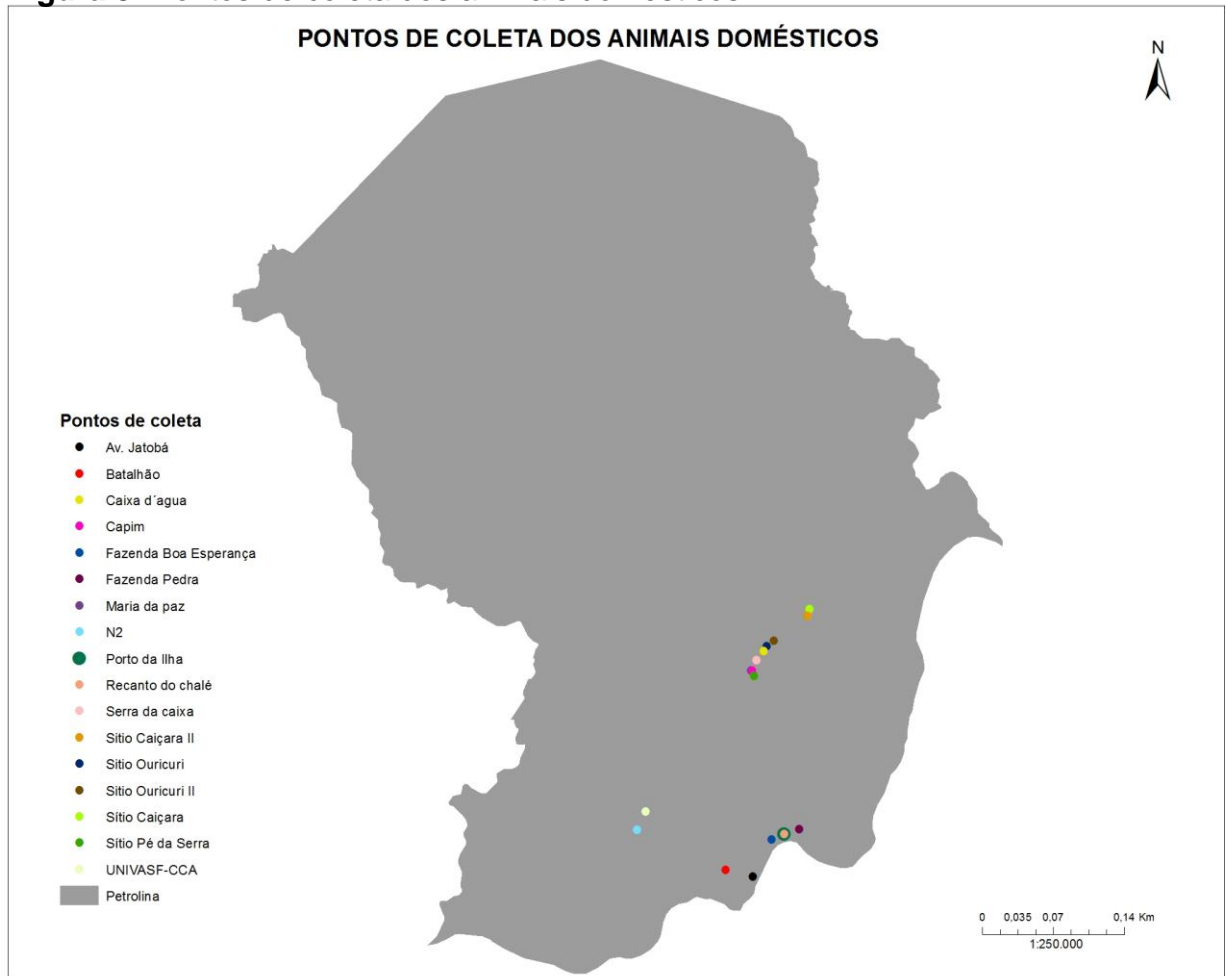 PONTOS DE COLETA DOS ANIMAIS DOMÉSTICOS
N
Pontos de coleta
Av. Jatobá
Batalhão
Caixa d´agua
Capim
Fazenda Boa Esperança
Fazenda Pedra
Maria da paz
N2
Porto da Ilha
Recanto do chalé
Serra da caixa
Sitio Caiçara II
Sitio Ouricuri
Sitio Ouricuri II
Sítio Caiçara
Sítio Pé da Serra
UNIVASF-CCA
Petrolina
0 0,035 0,07 0,14 Km
1:250.000